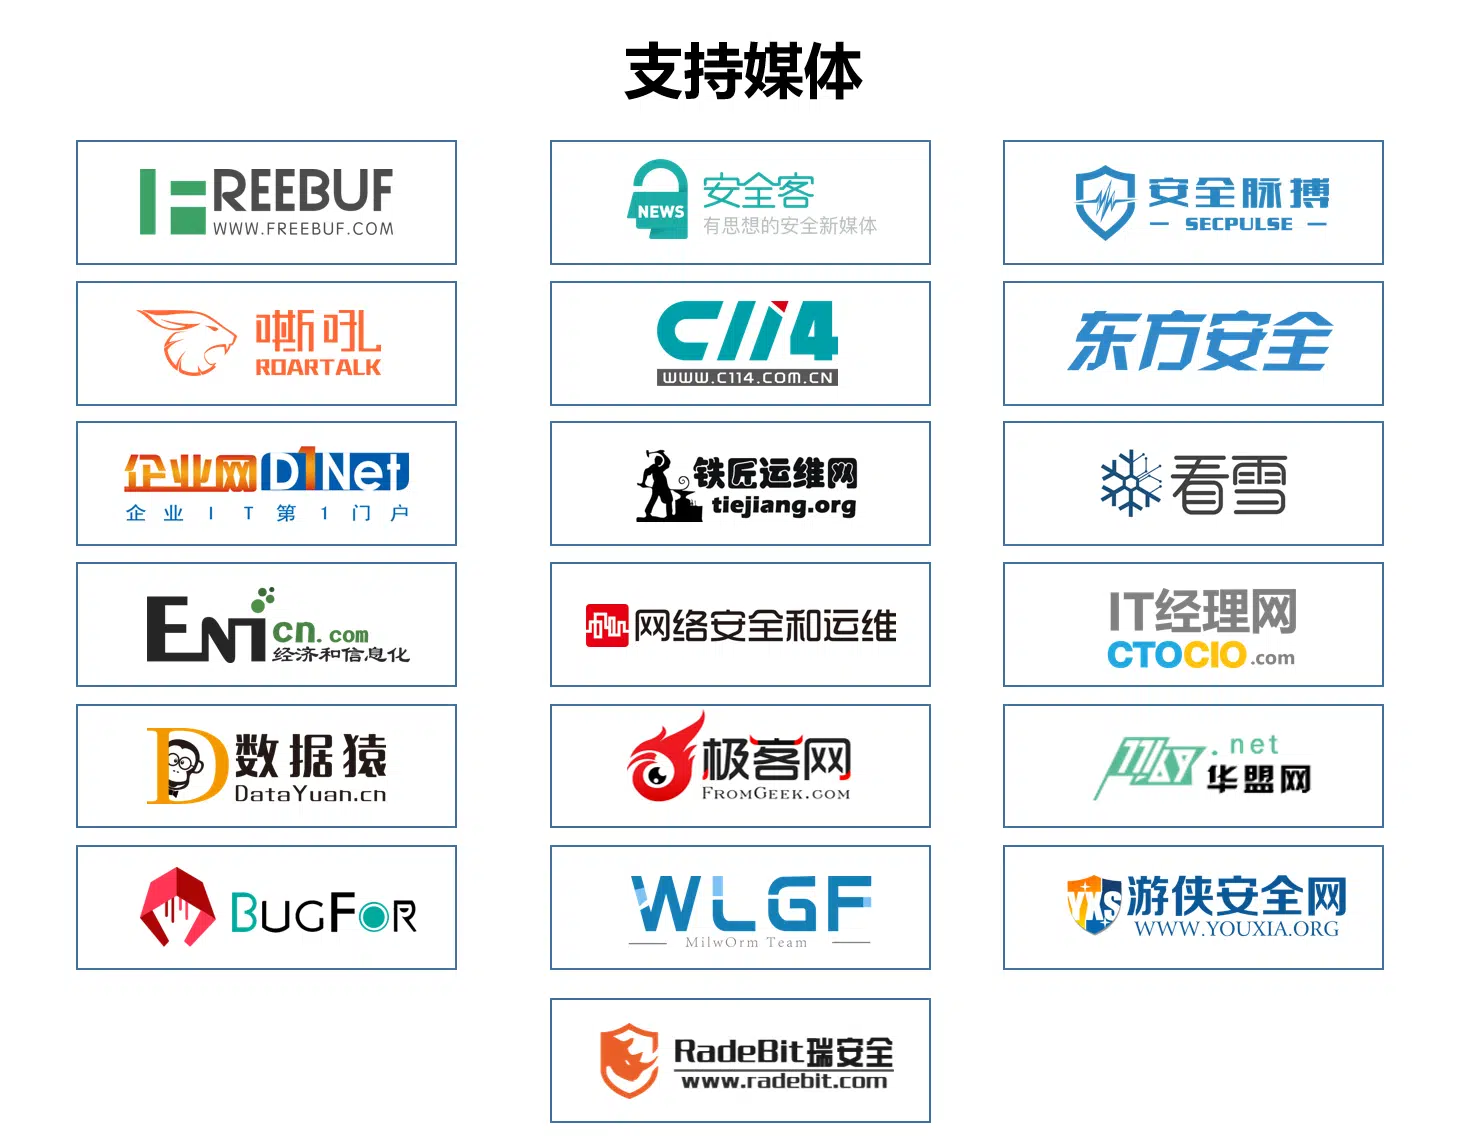 支持媒体
FREEBUF
WWW.FREEBUF.COM
NEWS
安全客
有思想的安全新媒体
安全脉搏
SECPULSE
嘶吼
ROARTALK
C114
WWW.C114.COM.CN
东方安全
企业网D1Net
企业IT第1门户
铁匠运维网
tiejiang.org
看雪
ENI cn.com
经济和信息化
网络安全和运维
IT经理网
CTOCIO.com
D
数据猿
DataYuan.cn
极客网
FROMGEEK.COM
.net
华盟网
BUGFOR
WLGF
MilwOrm Team
YXS
游侠安全网
WWW.YOUXIA.ORG
RadeBit瑞安全
www.radebit.com